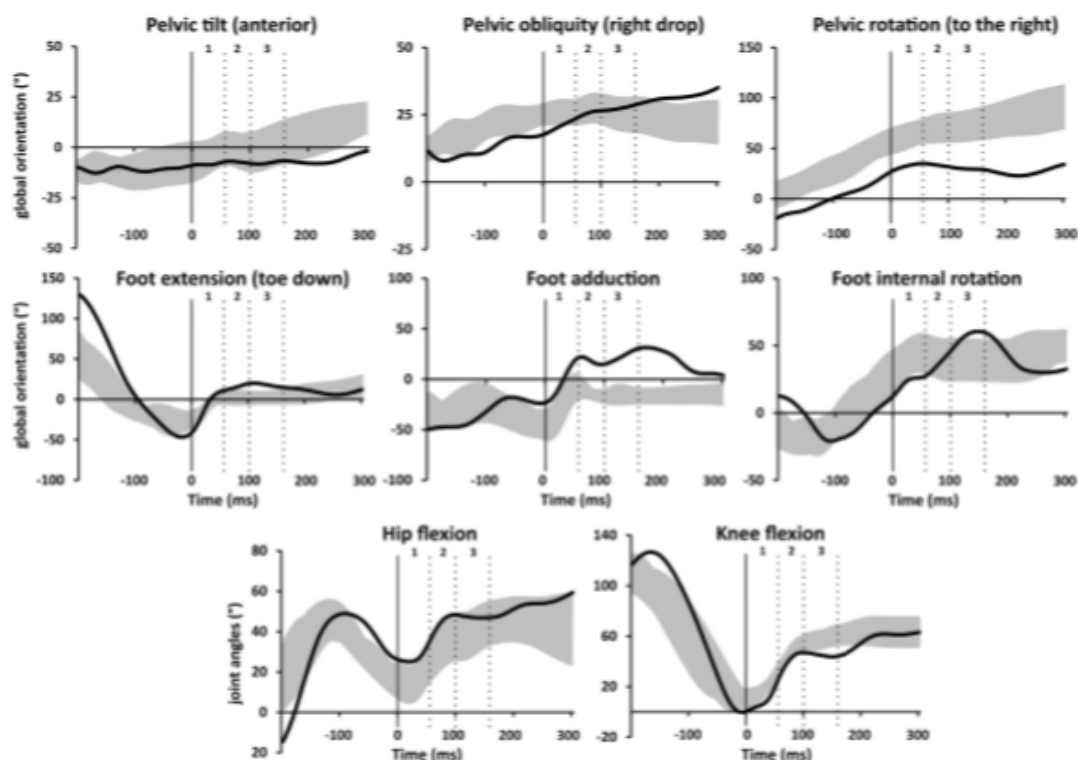 Pelvic tilt (anterior)
Pelvic obliquity (right drop)
Pelvic rotation (to the right)
global orientation (°)
50
25
0
-25
-50
1 2 3
-100 0 100 200 300
50
25
0
-25
1 2 3
-100 0 100 200 300
150
100
50
0
-50
1 2 3
-100 0 100 200 300
Foot extension (toe down)
Foot adduction
Foot internal rotation
global orientation (°)
150
100
50
0
-50
-100
1 2 3
-100 0 100 200 300
Time (ms)
100
50
0
-50
-100
1 2 3
-100 0 100 200 300
Time (ms)
100
50
0
-50
1 2 3
-100 0 100 200 300
Time (ms)
Hip flexion
Knee flexion
joint angles (°)
80
60
40
20
0
20
1 2 3
-100 0 100 200 300
Time (ms)
140
100
60
20
-20
1 2 3
-100 0 100 200 300
Time (ms)